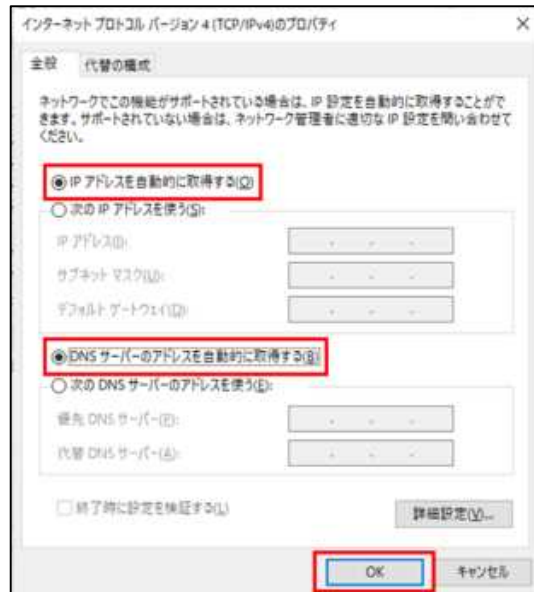 インターネット プロトコル バージョン 4 (TCP/IPv4)のプロパティ
全般 代替の構成
ネットワークでこの機能がサポートされている場合は、IP 設定を自動的に取得することがで
きます。サポートされていない場合は、ネットワーク管理者に適切な IP 設定を問い合わせて
ください。
IP アドレスを自動的に取得する(O)
次の IP アドレスを使う(S):
IP アドレス(I):
サブネット マスク(U):
デフォルト ゲートウェイ(D):
DNS サーバーのアドレスを自動的に取得する(B)
次の DNS サーバーのアドレスを使う(E):
優先 DNS サーバー(P):
代替 DNS サーバー(A):
終了時に設定を検証する(L)
詳細設定(V)...
OK キャンセル